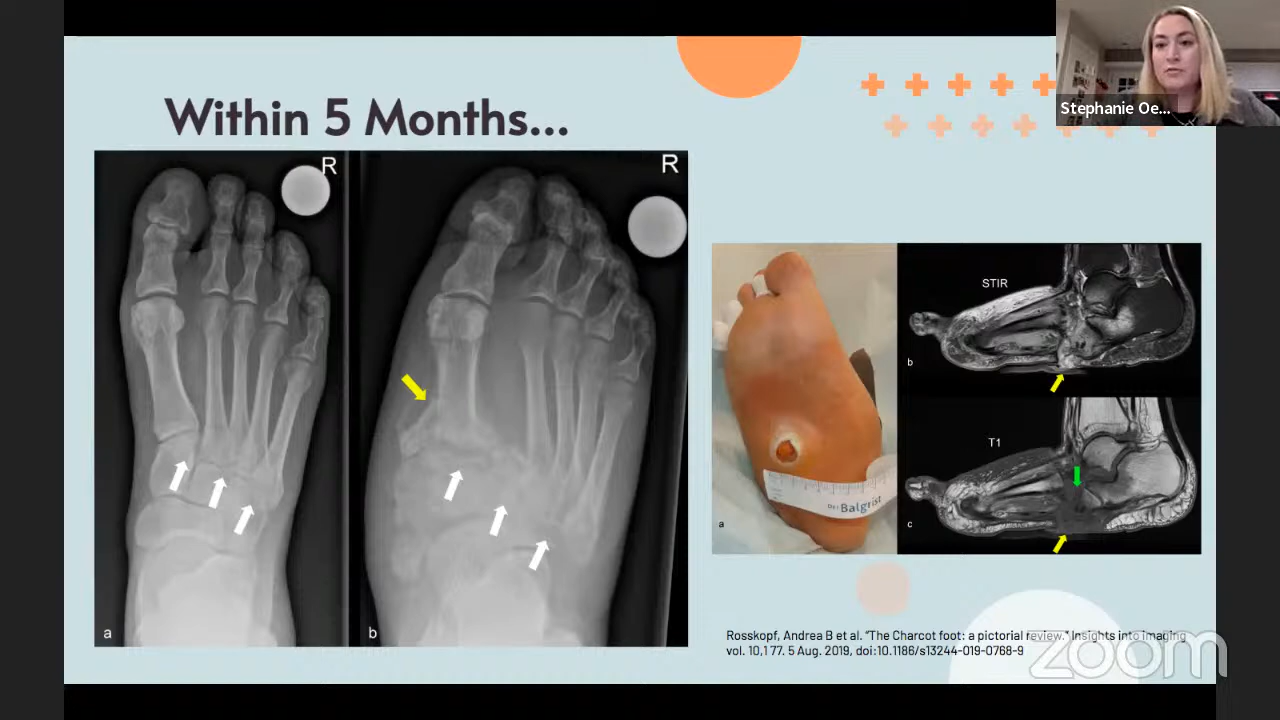 Stephanie Oe...
Within 5 Months...
R
R
a
b
STIR
b
T1
c
a
Balgrist
Rosskopf, Andrea B et al. “The Charcot foot: a pictorial review.” Insights into imaging
vol. 10,1 77. 5 Aug. 2019, doi:10.1186/s13244-019-0768-9
zoom